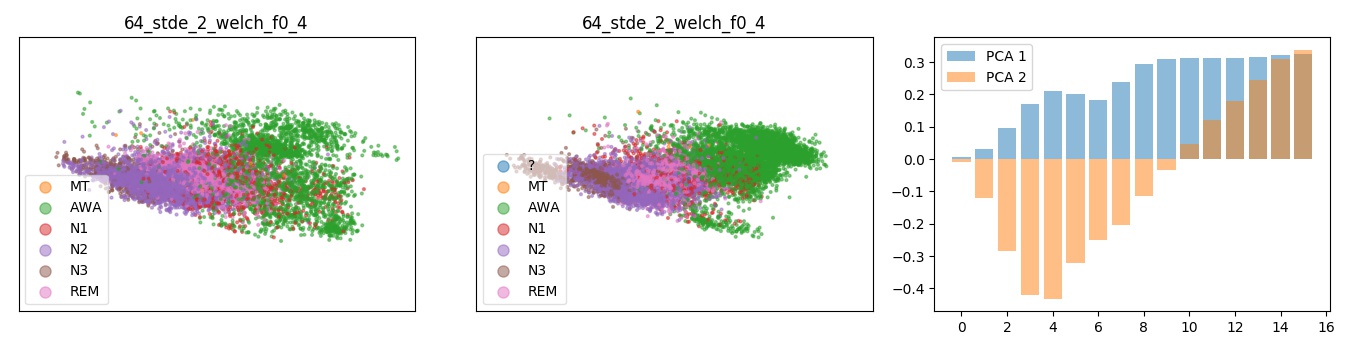 64_stde_2_welch_f0_4
MT
AWA
N1
N2
N3
REM
64_stde_2_welch_f0_4
?
MT
AWA
N1
N2
N3
REM
PCA 1
PCA 2
0.3
0.2
0.1
0.0
−0.1
−0.2
−0.3
−0.4
0 2 4 6 8 10 12 14 16